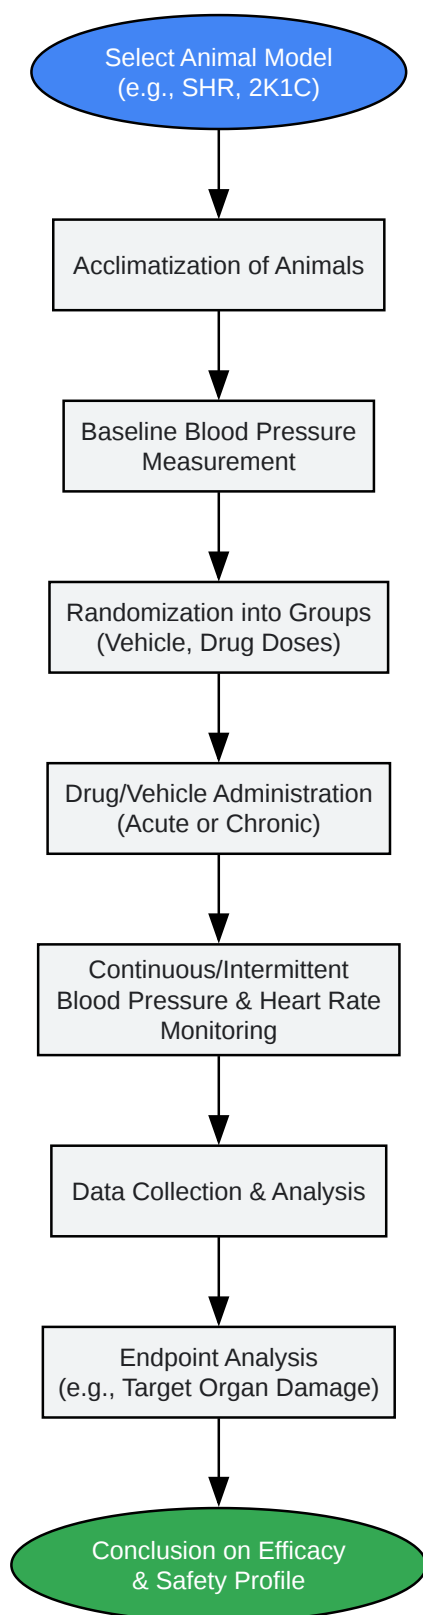 Select Animal Model
(e.g., SHR, 2K1C)
Acclimatization of Animals
Baseline Blood Pressure
Measurement
Randomization into Groups
(Vehicle, Drug Doses)
Drug/Vehicle Administration
(Acute or Chronic)
Continuous/Intermittent
Blood Pressure & Heart Rate
Monitoring
Data Collection & Analysis
Endpoint Analysis
(e.g., Target Organ Damage)
Conclusion on Efficacy
& Safety Profile